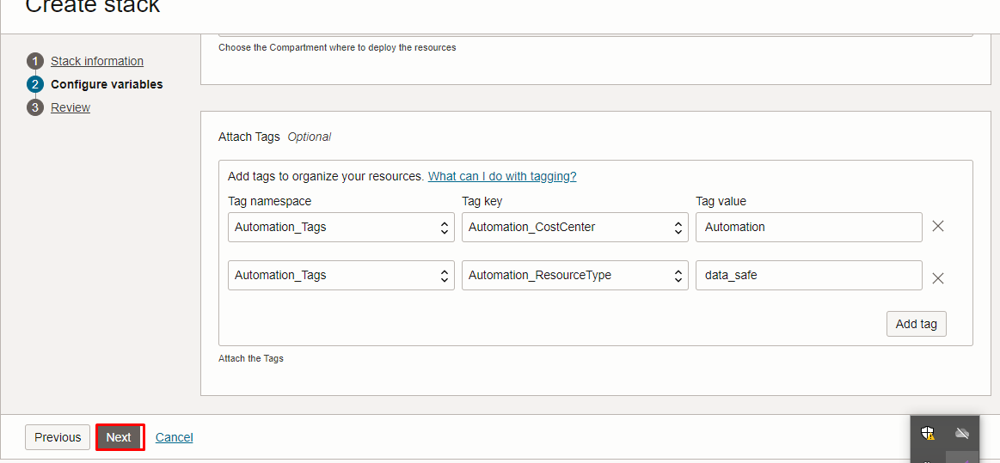 Create stack
Choose the Compartment where to deploy the resources
1 Stack information
2 Configure variables
3 Review
Attach Tags Optional
Add tags to organize your resources. What can I do with tagging?
Tag namespace Tag key Tag value
Automation_Tags Automation_CostCenter Automation
Automation_Tags Automation_ResourceType data_safe
Add tag
Attach the Tags
Previous Next Cancel